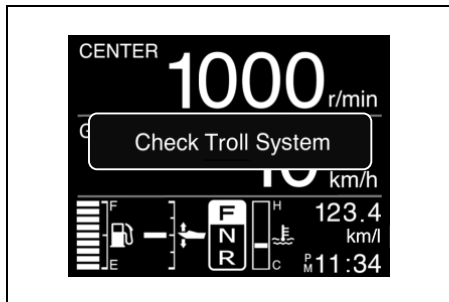 CENTER
1000 r/min
G
Check Troll System
km/h
F F H 123.4
N km/l
E R C PM 11:34